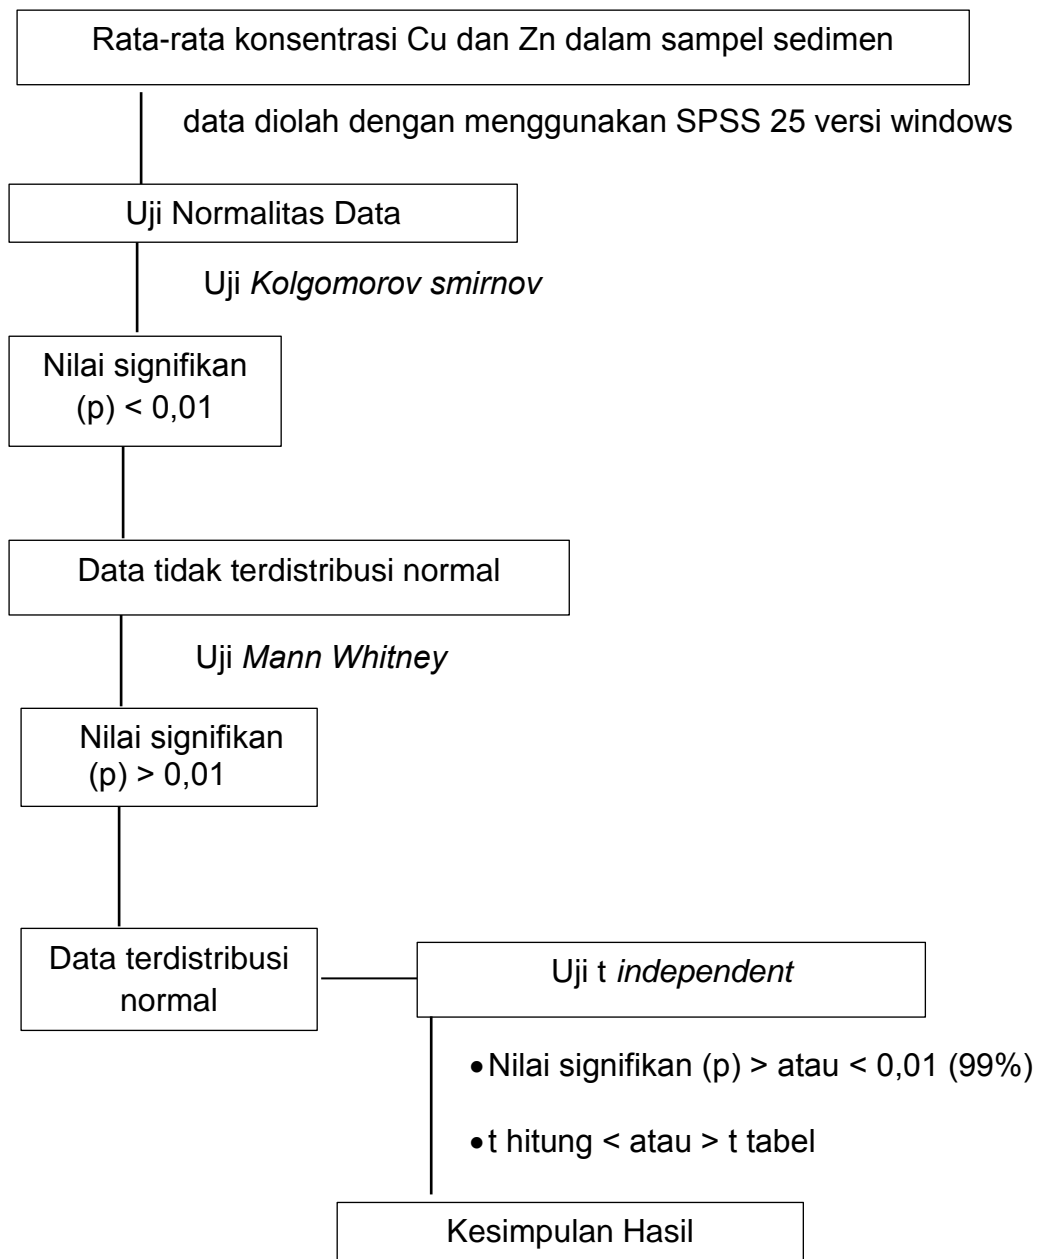 Rata-rata konsentrasi Cu dan Zn dalam sampel sedimen
data diolah dengan menggunakan SPSS 25 versi windows
Uji Normalitas Data
Uji Kolgomorov smirnov
Nilai signifikan
(p) < 0,01
Data tidak terdistribusi normal
Uji Mann Whitney
Nilai signifikan
(p) > 0,01
Data terdistribusi
normal
Uji t independent
•Nilai signifikan (p) > atau < 0,01 (99%)
•t hitung < atau > t tabel
Kesimpulan Hasil